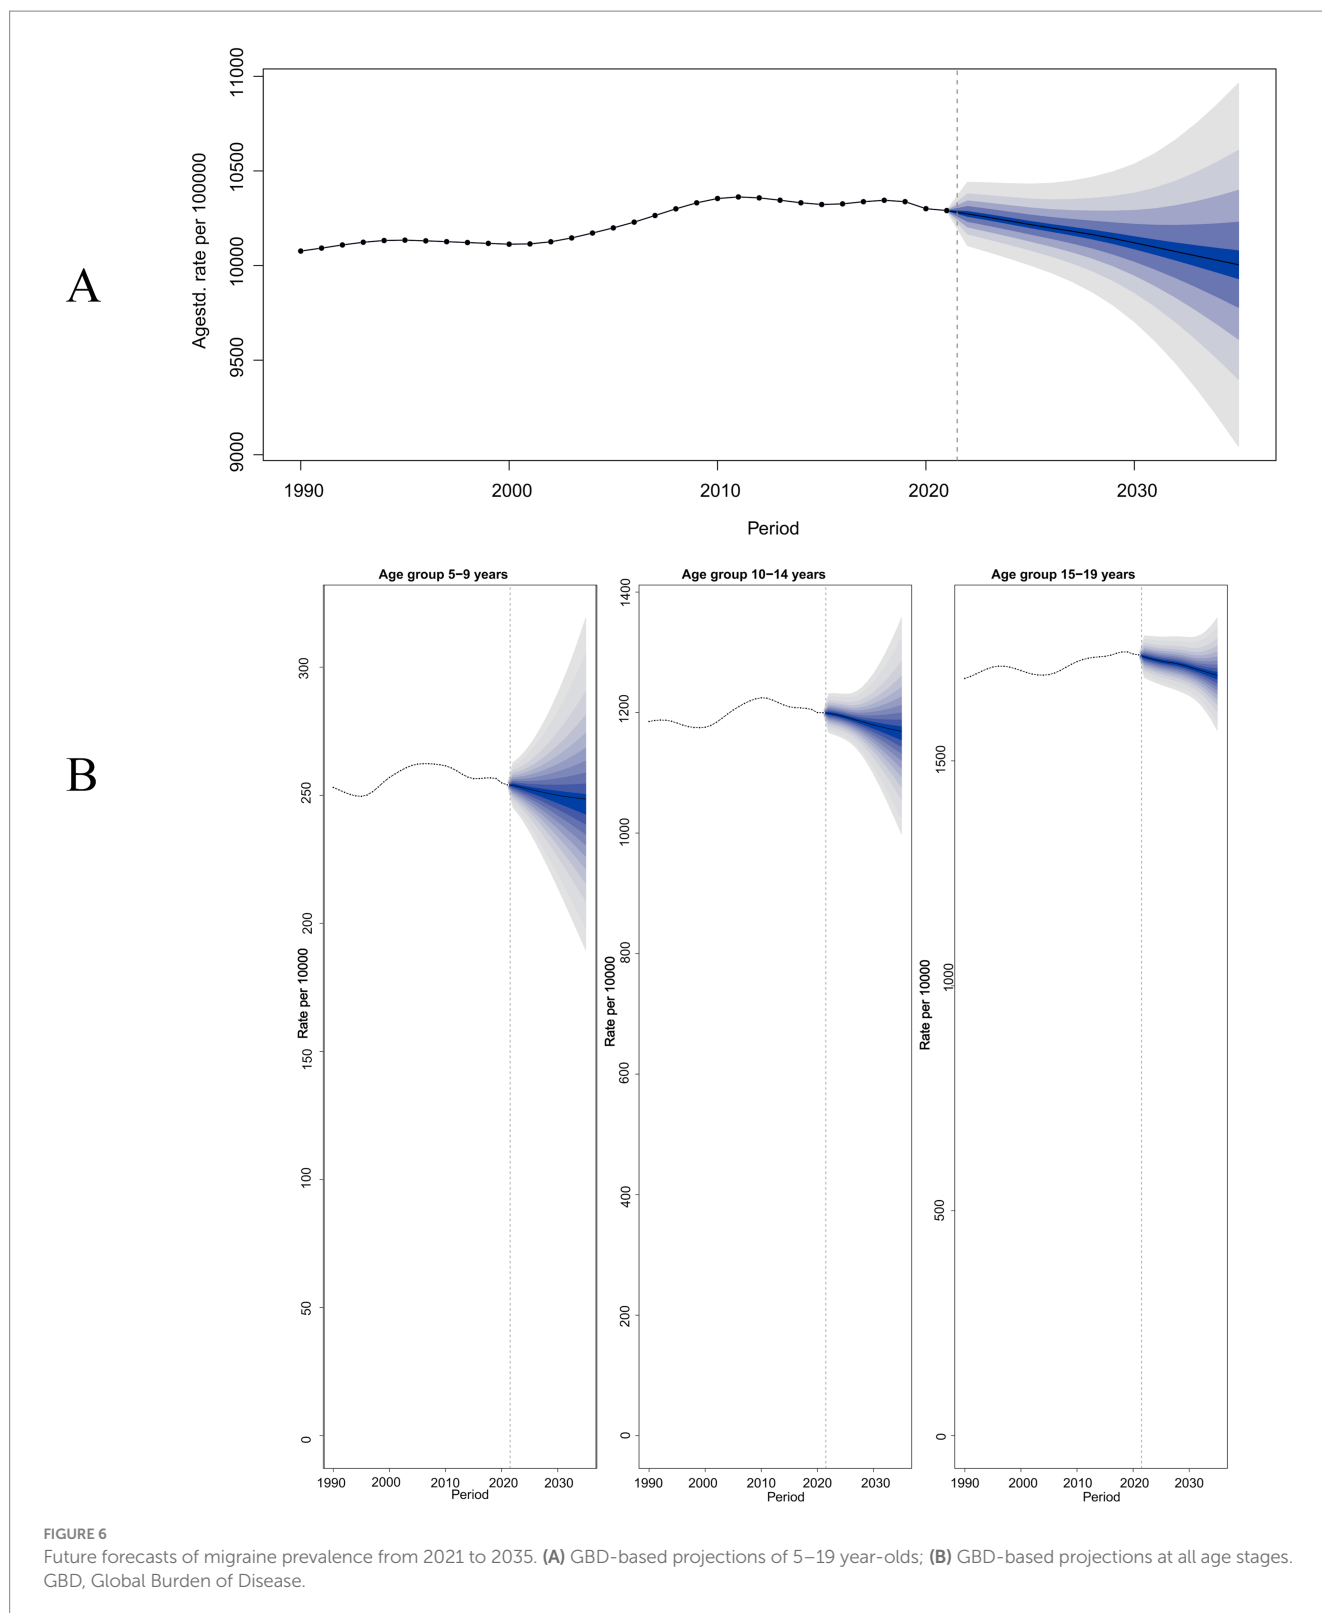 A
Agestd. rate per 100000
11000
10500
10000
9500
9000
1990 2000 2010 2020 2030
Period
B
Age group 5−9 years
Rate per 10000
300
250
200
150
100
50
0
1990 2000 2010 2020 2030
Period
Age group 10−14 years
Rate per 10000
1400
1200
1000
800
600
400
200
0
1990 2000 2010 2020 2030
Period
Age group 15−19 years
Rate per 10000
1500
1000
500
0
1990 2000 2010 2020 2030
Period
FIGURE 6
Future forecasts of migraine prevalence from 2021 to 2035. (A) GBD-based projections of 5–19 year-olds; (B) GBD-based projections at all age stages.
GBD, Global Burden of Disease.